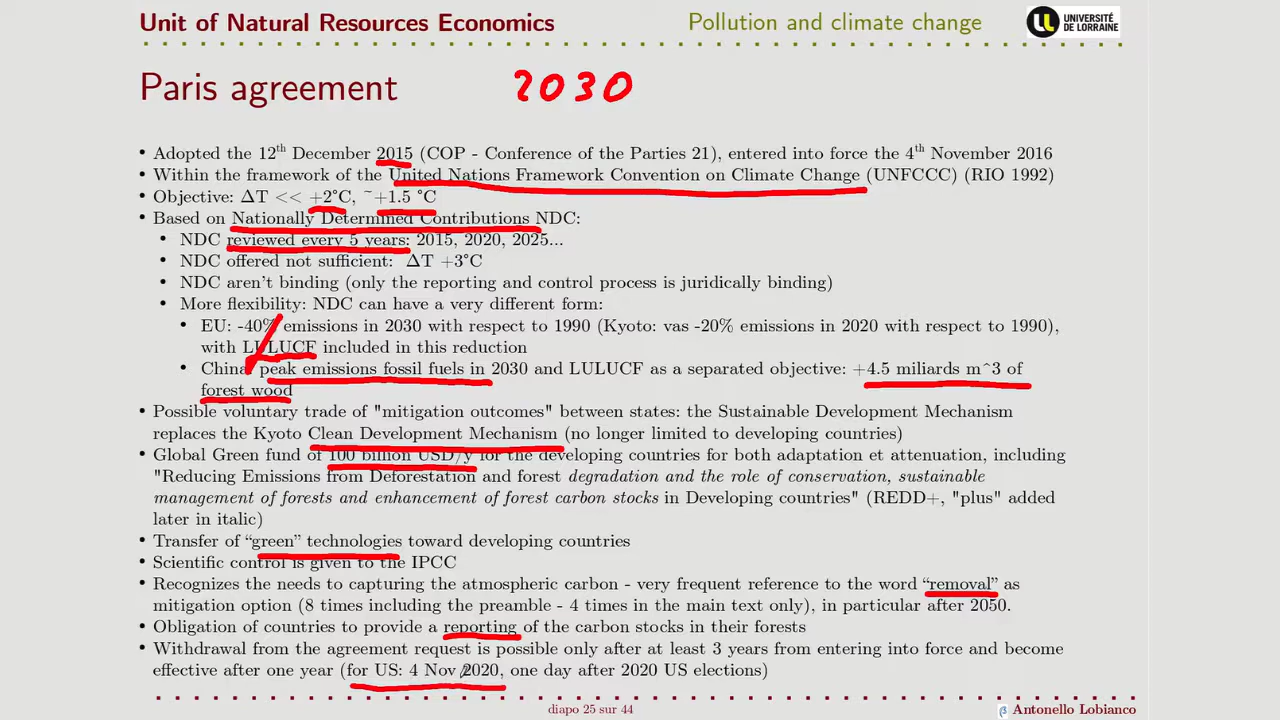 Unit of Natural Resources Economics
Pollution and climate change
UNIVERSITÉ
DE LORRAINE
Paris agreement
2030
• Adopted the 12th December 2015 (COP - Conference of the Parties 21), entered into force the 4th November 2016
• Within the framework of the United Nations Framework Convention on Climate Change (UNFCCC) (RIO 1992)
• Objective: ΔT << +2°C, ~+1.5 °C
• Based on Nationally Determined Contributions NDC:
• NDC reviewed every 5 years: 2015, 2020, 2025...
• NDC offered not sufficient: ΔT +3°C
• NDC aren't binding (only the reporting and control process is juridically binding)
• More flexibility: NDC can have a very different form:
• EU: -40% emissions in 2030 with respect to 1990 (Kyoto: vas -20% emissions in 2020 with respect to 1990),
with LULUCF included in this reduction
• China: peak emissions fossil fuels in 2030 and LULUCF as a separated objective: +4.5 miliards m^3 of
forest wood
• Possible voluntary trade of "mitigation outcomes" between states: the Sustainable Development Mechanism
replaces the Kyoto Clean Development Mechanism (no longer limited to developing countries)
• Global Green fund of 100 billion USD/y for the developing countries for both adaptation et attenuation, including
"Reducing Emissions from Deforestation and forest degradation and the role of conservation, sustainable
management of forests and enhancement of forest carbon stocks in Developing countries" (REDD+, "plus" added
later in italic)
• Transfer of “green” technologies toward developing countries
• Scientific control is given to the IPCC
• Recognizes the needs to capturing the atmospheric carbon - very frequent reference to the word “removal” as
mitigation option (8 times including the preamble - 4 times in the main text only), in particular after 2050.
• Obligation of countries to provide a reporting of the carbon stocks in their forests
• Withdrawal from the agreement request is possible only after at least 3 years from entering into force and become
effective after one year (for US: 4 Nov 2020, one day after 2020 US elections)
diapo 25 sur 44
Antonello Lobianco